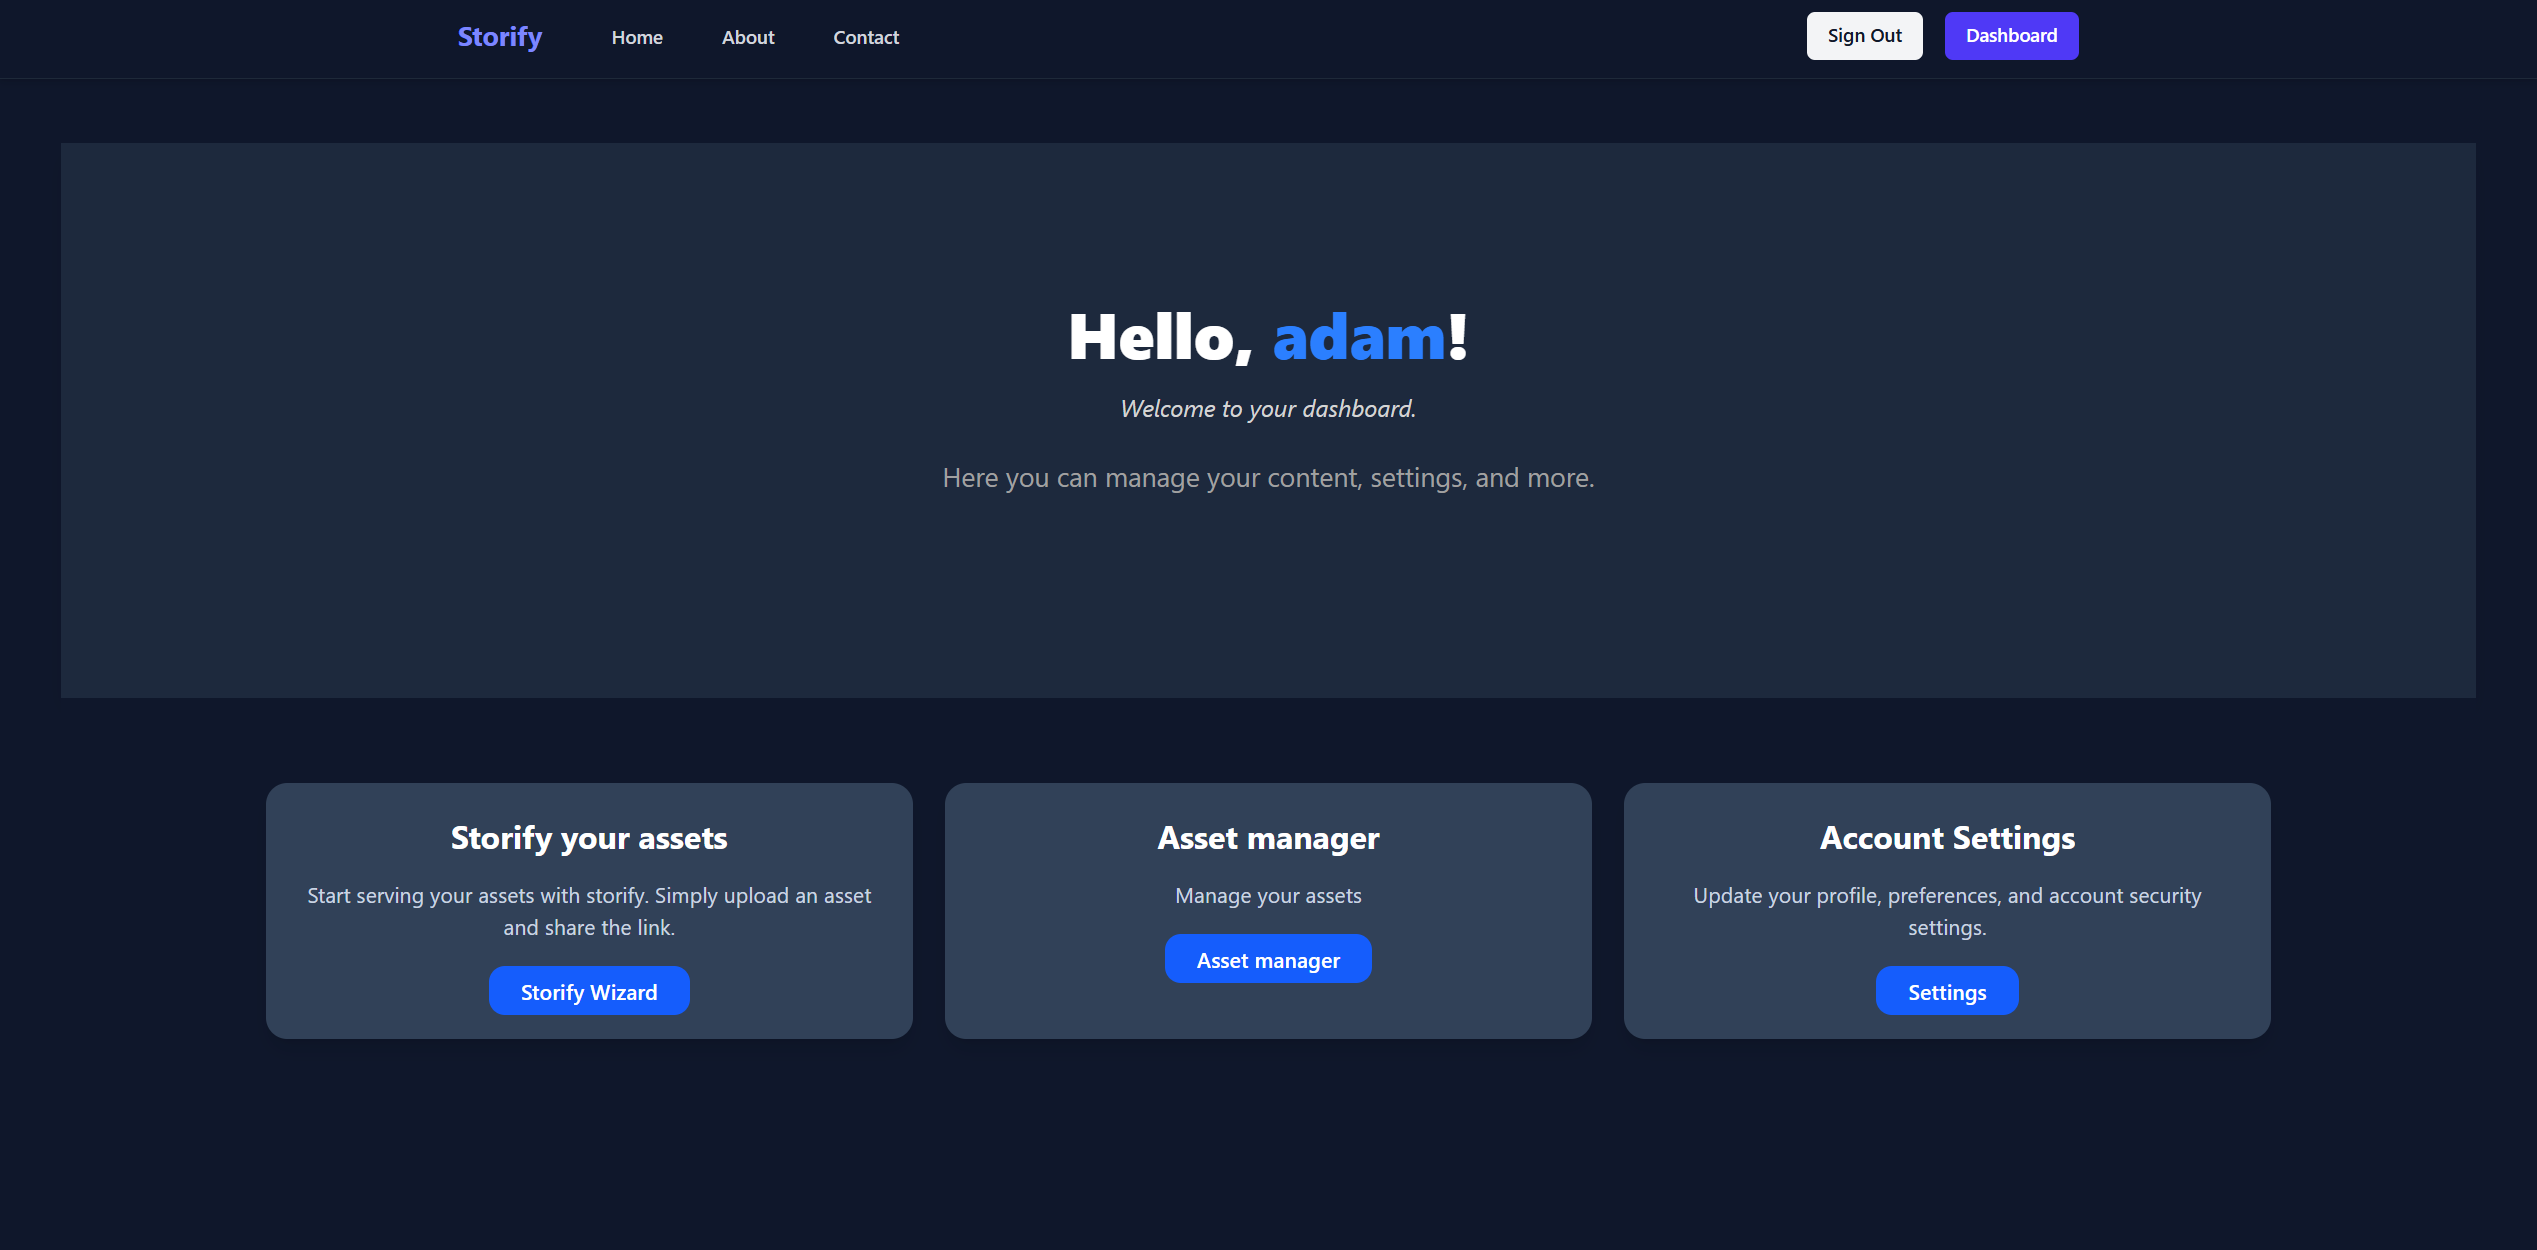 Storify Home About Contact Sign Out Dashboard
Hello, adam!
Welcome to your dashboard.
Here you can manage your content, settings, and more.
Storify your assets
Start serving your assets with storify. Simply upload an asset
and share the link.
Storify Wizard
Asset manager
Manage your assets
Asset manager
Account Settings
Update your profile, preferences, and account security
settings.
Settings